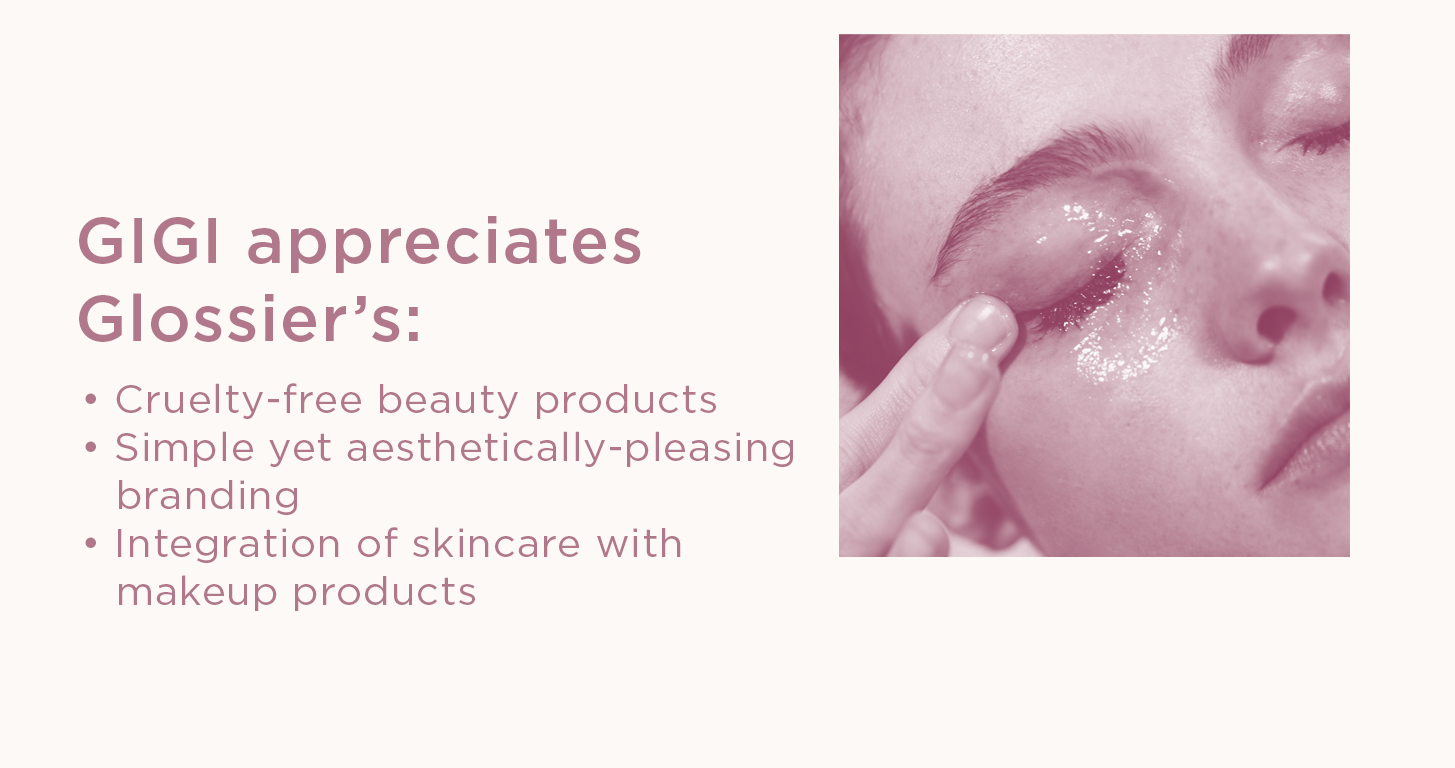 GIGI appreciates
Glossier’s:
• Cruelty-free beauty products
• Simple yet aesthetically-pleasing
branding
• Integration of skincare with
makeup products